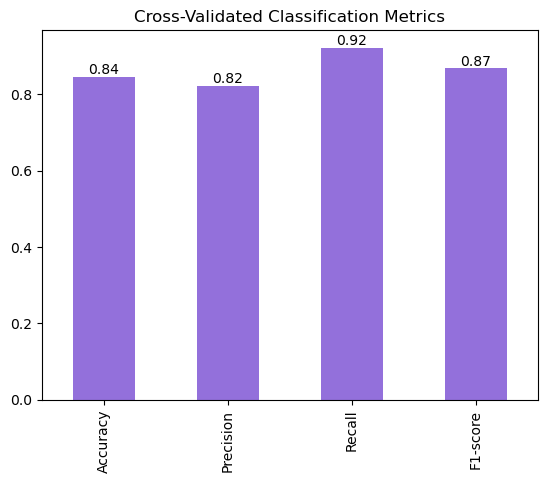 Cross-Validated Classification Metrics
0.84
0.82
0.92
0.87
0.8
0.6
0.4
0.2
0.0
Accuracy
Precision
Recall
F1-score